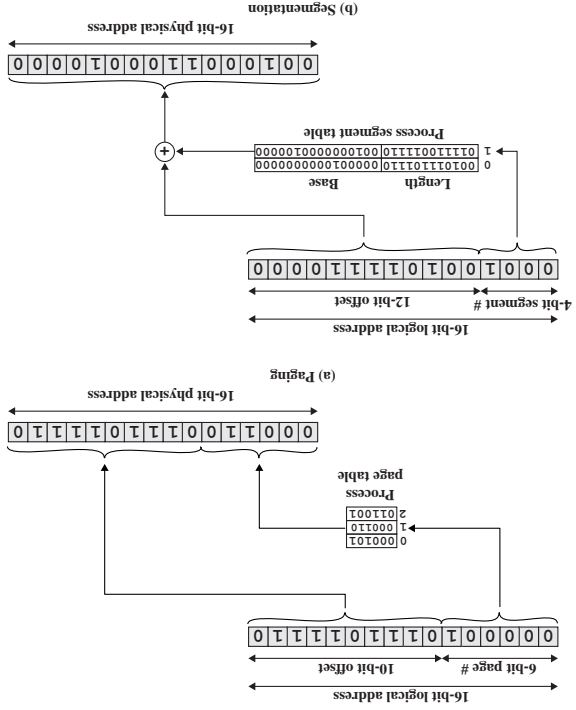 16-bit logical address
6-bit page # 10-bit offset
0 0 0 0 0 1 0 1 1 1 0 1 1 1 1 0
0 000101
1 000110
2 011001
Process
page table
0 0 0 1 1 0 0 1 1 1 0 1 1 1 1 0
16-bit physical address
(a) Paging
16-bit logical address
4-bit segment # 12-bit offset
0 0 0 1 0 0 1 0 1 1 1 1 0 0 0 0
Length Base
0 001011101110 0000010000000000
1 011110011110 0010000000100000
Process segment table
+
0 0 1 0 0 0 1 1 0 0 0 1 0 0 0 0
16-bit physical address
(b) Segmentation